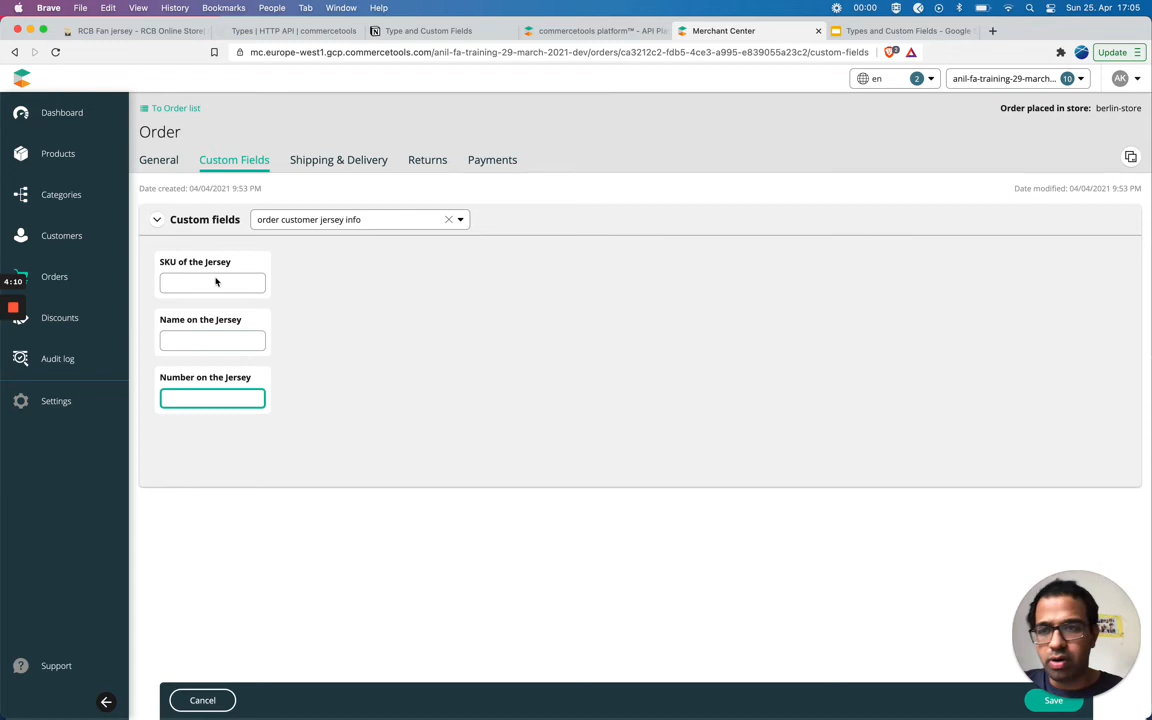 Brave File Edit View History Bookmarks People Tab Window Help 00:00 Sun 25. Apr 17:05
RCB Fan jersey - RCB Online Store
Types | HTTP API | commercetools
Type and Custom Fields
commercetools platform™ - API Pla
Merchant Center
Types and Custom Fields - Google S
mc.europe-west1.gcp.commercetools.com/anil-fa-training-29-march-2021-dev/orders/ca3212c2-fdb5-4ce3-a995-e839055a23c2/custom-fields
2
Update
en 2
anil-fa-training-29-march... 10
AK
Dashboard
Products
Categories
Customers
Orders
4:10
Discounts
Audit log
Settings
Support
To Order list
Order placed in store: berlin-store
Order
General Custom Fields Shipping & Delivery Returns Payments
Date created: 04/04/2021 9:53 PM
Date modified: 04/04/2021 9:53 PM
Custom fields order customer jersey info
SKU of the Jersey
Name on the Jersey
Number on the Jersey
Cancel
Save